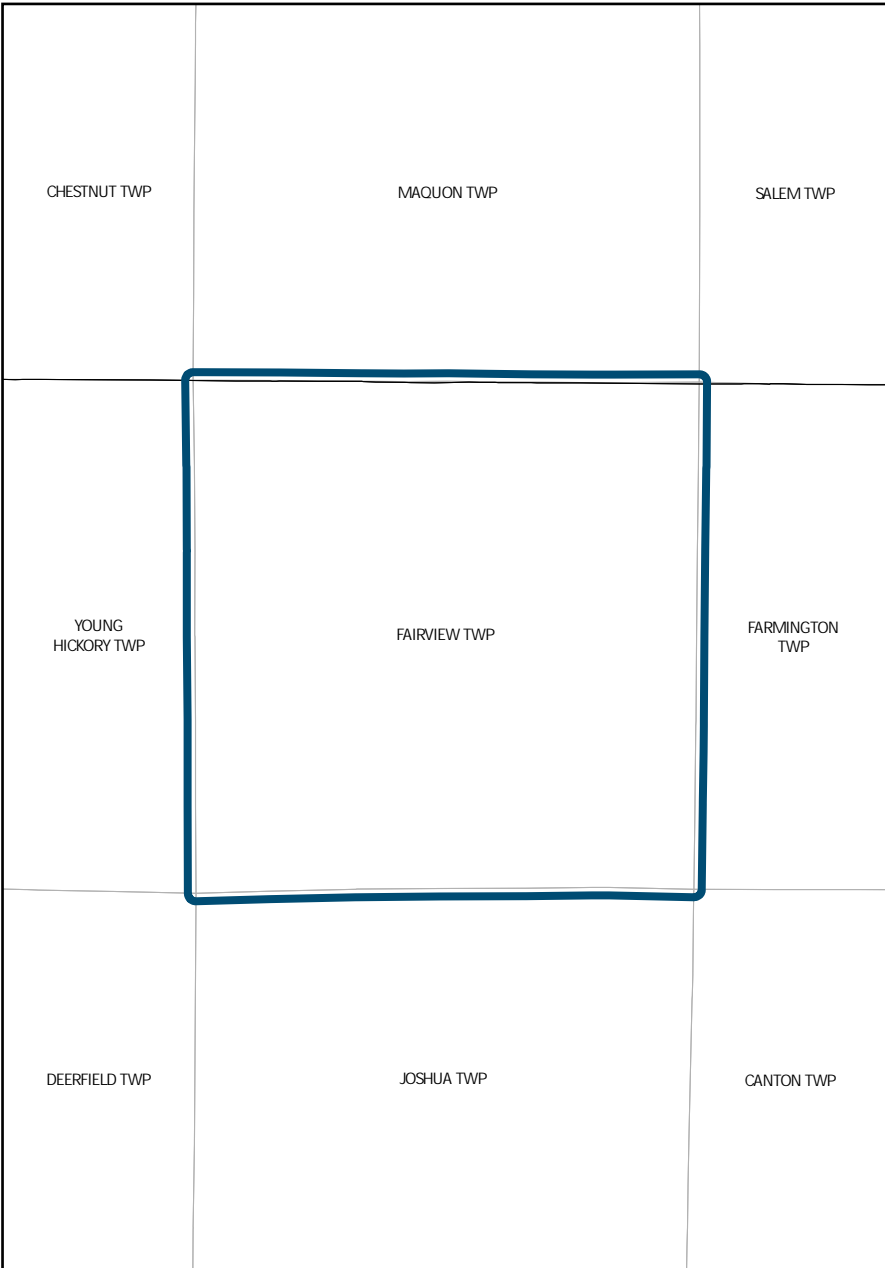 CHESTNUT TWP
MAQUON TWP
SALEM TWP
YOUNG
HICKORY TWP
FAIRVIEW TWP
FARMINGTON
TWP
DEERFIELD TWP
JOSHUA TWP
CANTON TWP